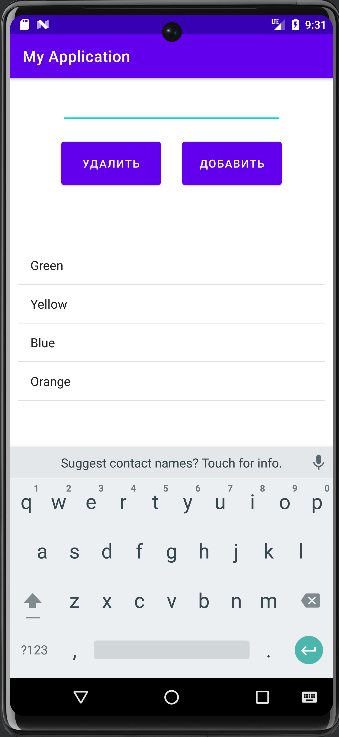 LTE 9:31
My Application
УДАЛИТЬ ДОБАВИТЬ
Green
Yellow
Blue
Orange
Suggest contact names? Touch for info.
1 2 3 4 5 6 7 8 9 0
q w e r t y u i o p
a s d f g h j k l
z x c v b n m
?123 , .